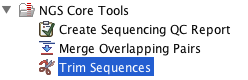 NGS Core Tools
Create Sequencing QC Report
Merge Overlapping Pairs
Trim Sequences